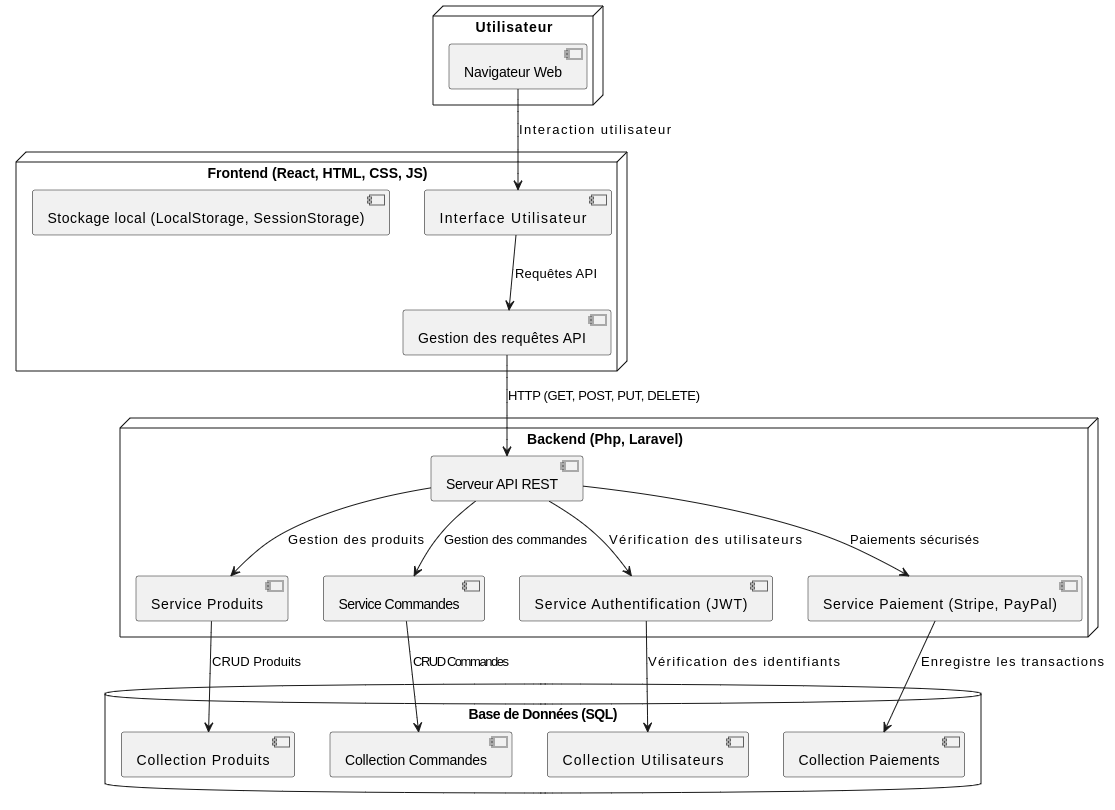 Utilisateur
Navigateur Web
Interaction utilisateur
Frontend (React, HTML, CSS, JS)
Stockage local (LocalStorage, SessionStorage)
Interface Utilisateur
Requêtes API
Gestion des requêtes API
HTTP (GET, POST, PUT, DELETE)
Backend (Php, Laravel)
Serveur API REST
Gestion des produits
Gestion des commandes
Vérification des utilisateurs
Paiements sécurisés
Service Produits
Service Commandes
Service Authentification (JWT)
Service Paiement (Stripe, PayPal)
CRUD Produits
CRUD Commandes
Vérification des identifiants
Enregistre les transactions
Base de Données (SQL)
Collection Produits
Collection Commandes
Collection Utilisateurs
Collection Paiements